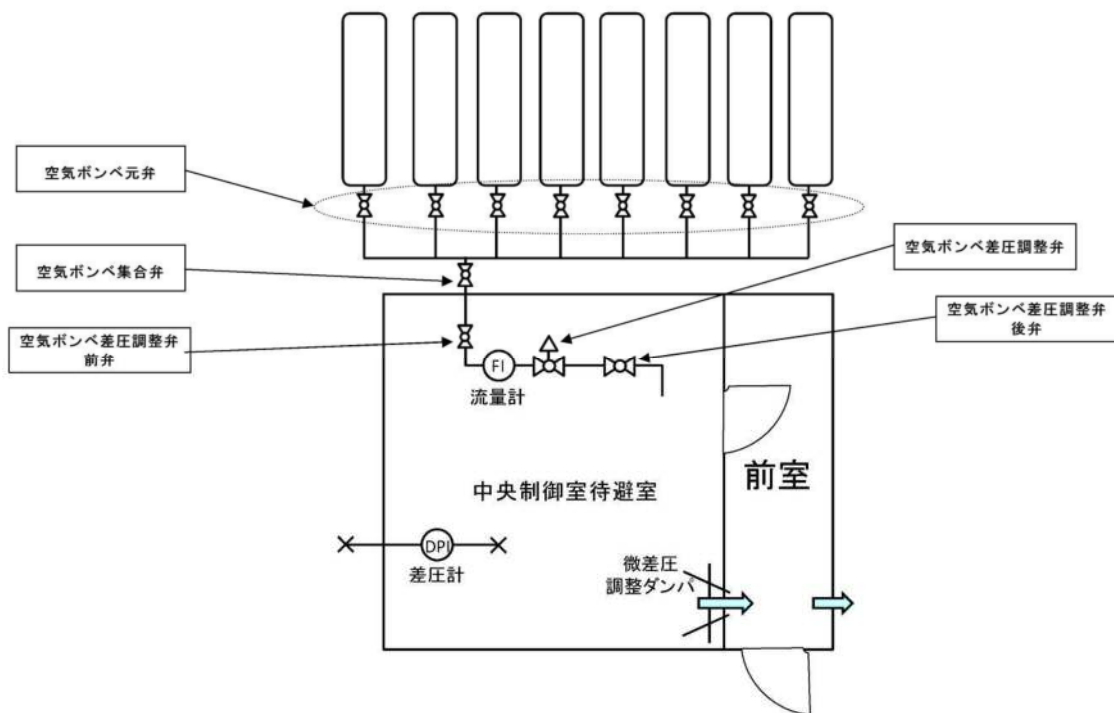 空気ボンベ元弁
空気ボンベ集合弁
空気ボンベ差圧調整弁
空気ボンベ差圧調整弁
前弁
空気ボンベ差圧調整弁
後弁
FI
流量計
前室
中央制御室待避室
DPI
差圧計
微差圧
調整ダンパ